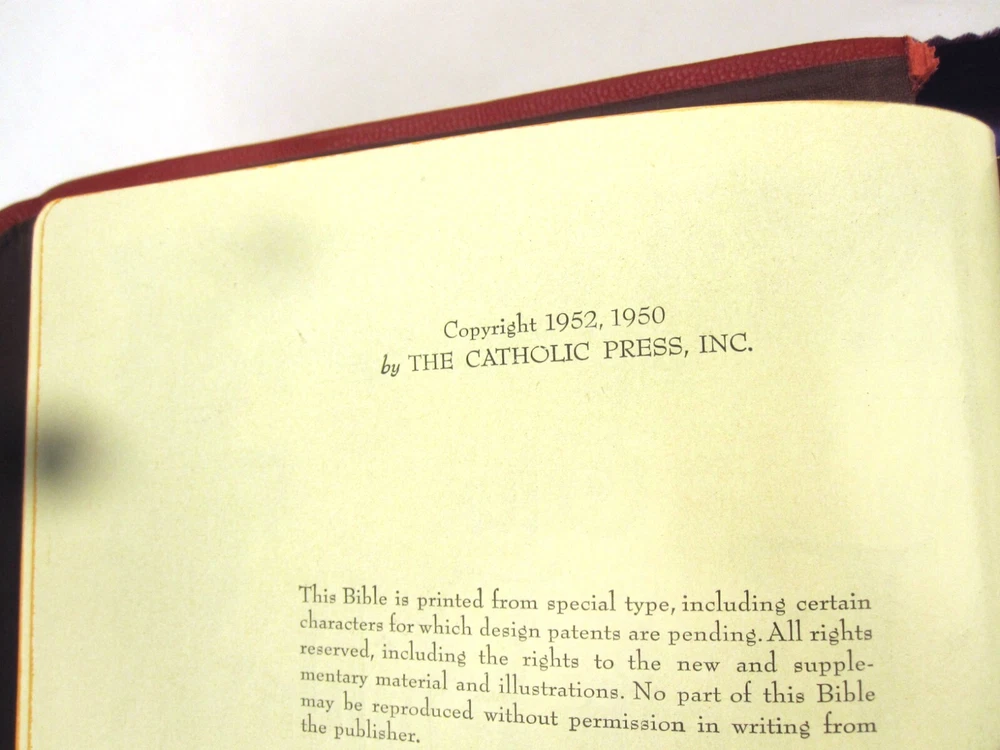 Copyright 1952, 1950
by THE CATHOLIC PRESS, INC.
This Bible is printed from special type, including certain
characters for which design patents are pending. All rights
reserved, including the rights to the new and supple-
mentary material and illustrations. No part of this Bible
may be reproduced without permission in writing from
the publisher.